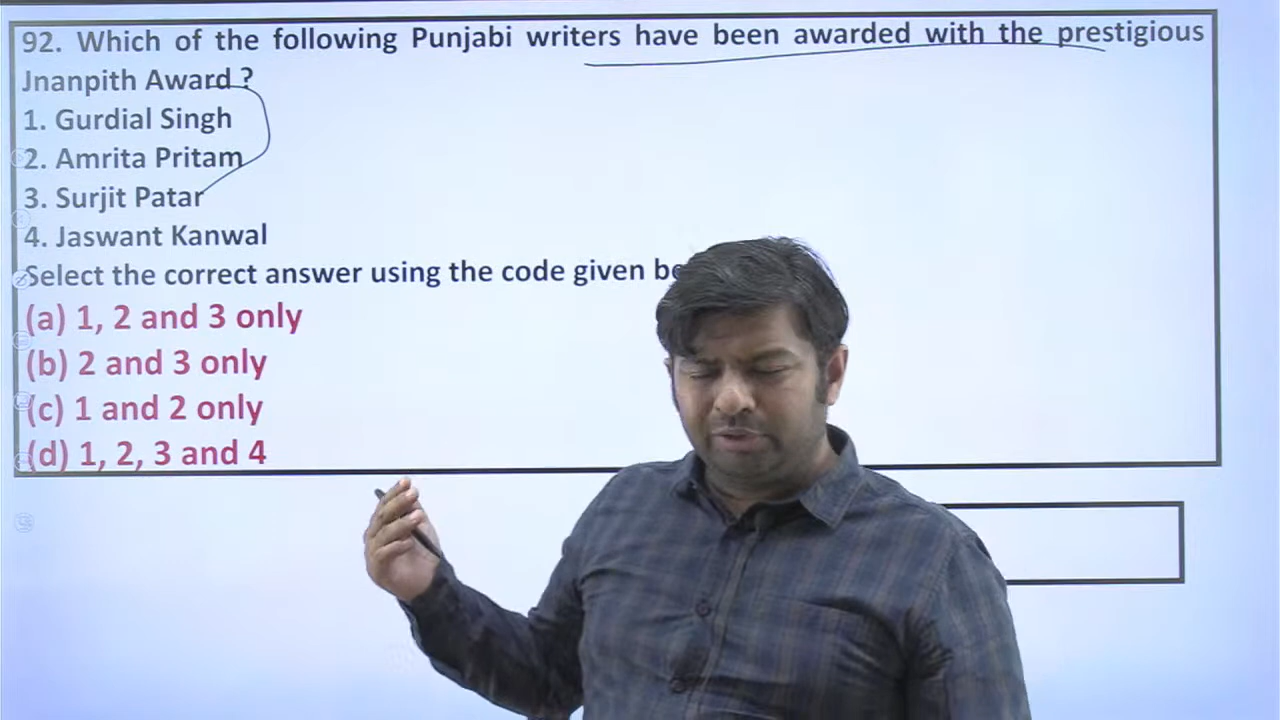 92. Which of the following Punjabi writers have been awarded with the prestigious
Jnanpith Award ?
1. Gurdial Singh
2. Amrita Pritam
3. Surjit Patar
4. Jaswant Kanwal
Select the correct answer using the code given
(a) 1, 2 and 3 only
(b) 2 and 3 only
(c) 1 and 2 only
(d) 1, 2, 3 and 4